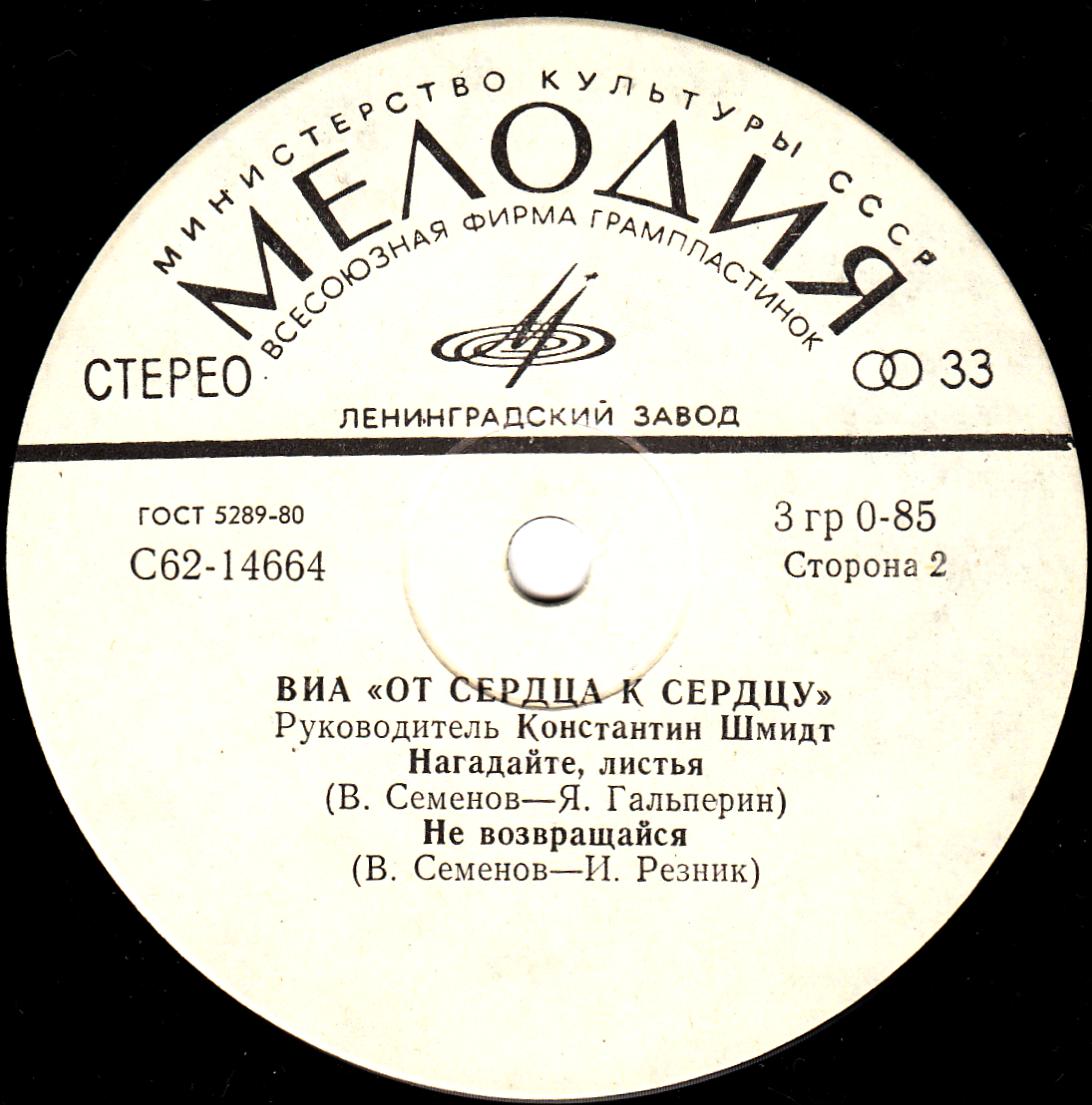 МИНИСТЕРСТВО КУЛЬТУРЫ СССР
МЕЛОДИЯ
ВСЕСОЮЗНАЯ ФИРМА ГРАМПЛАСТИНОК
СТЕРЕО
33
ЛЕНИНГРАДСКИЙ ЗАВОД
ГОСТ 5289-80
3 гр 0-85
С62-14664
Сторона 2
ВИА «ОТ СЕРДЦА К СЕРДЦУ»
Руководитель Константин Шмидт
Нагадайте, листья
(В. Семенов—Я. Гальперин)
Не возвращайся
(В. Семенов—И. Резник)